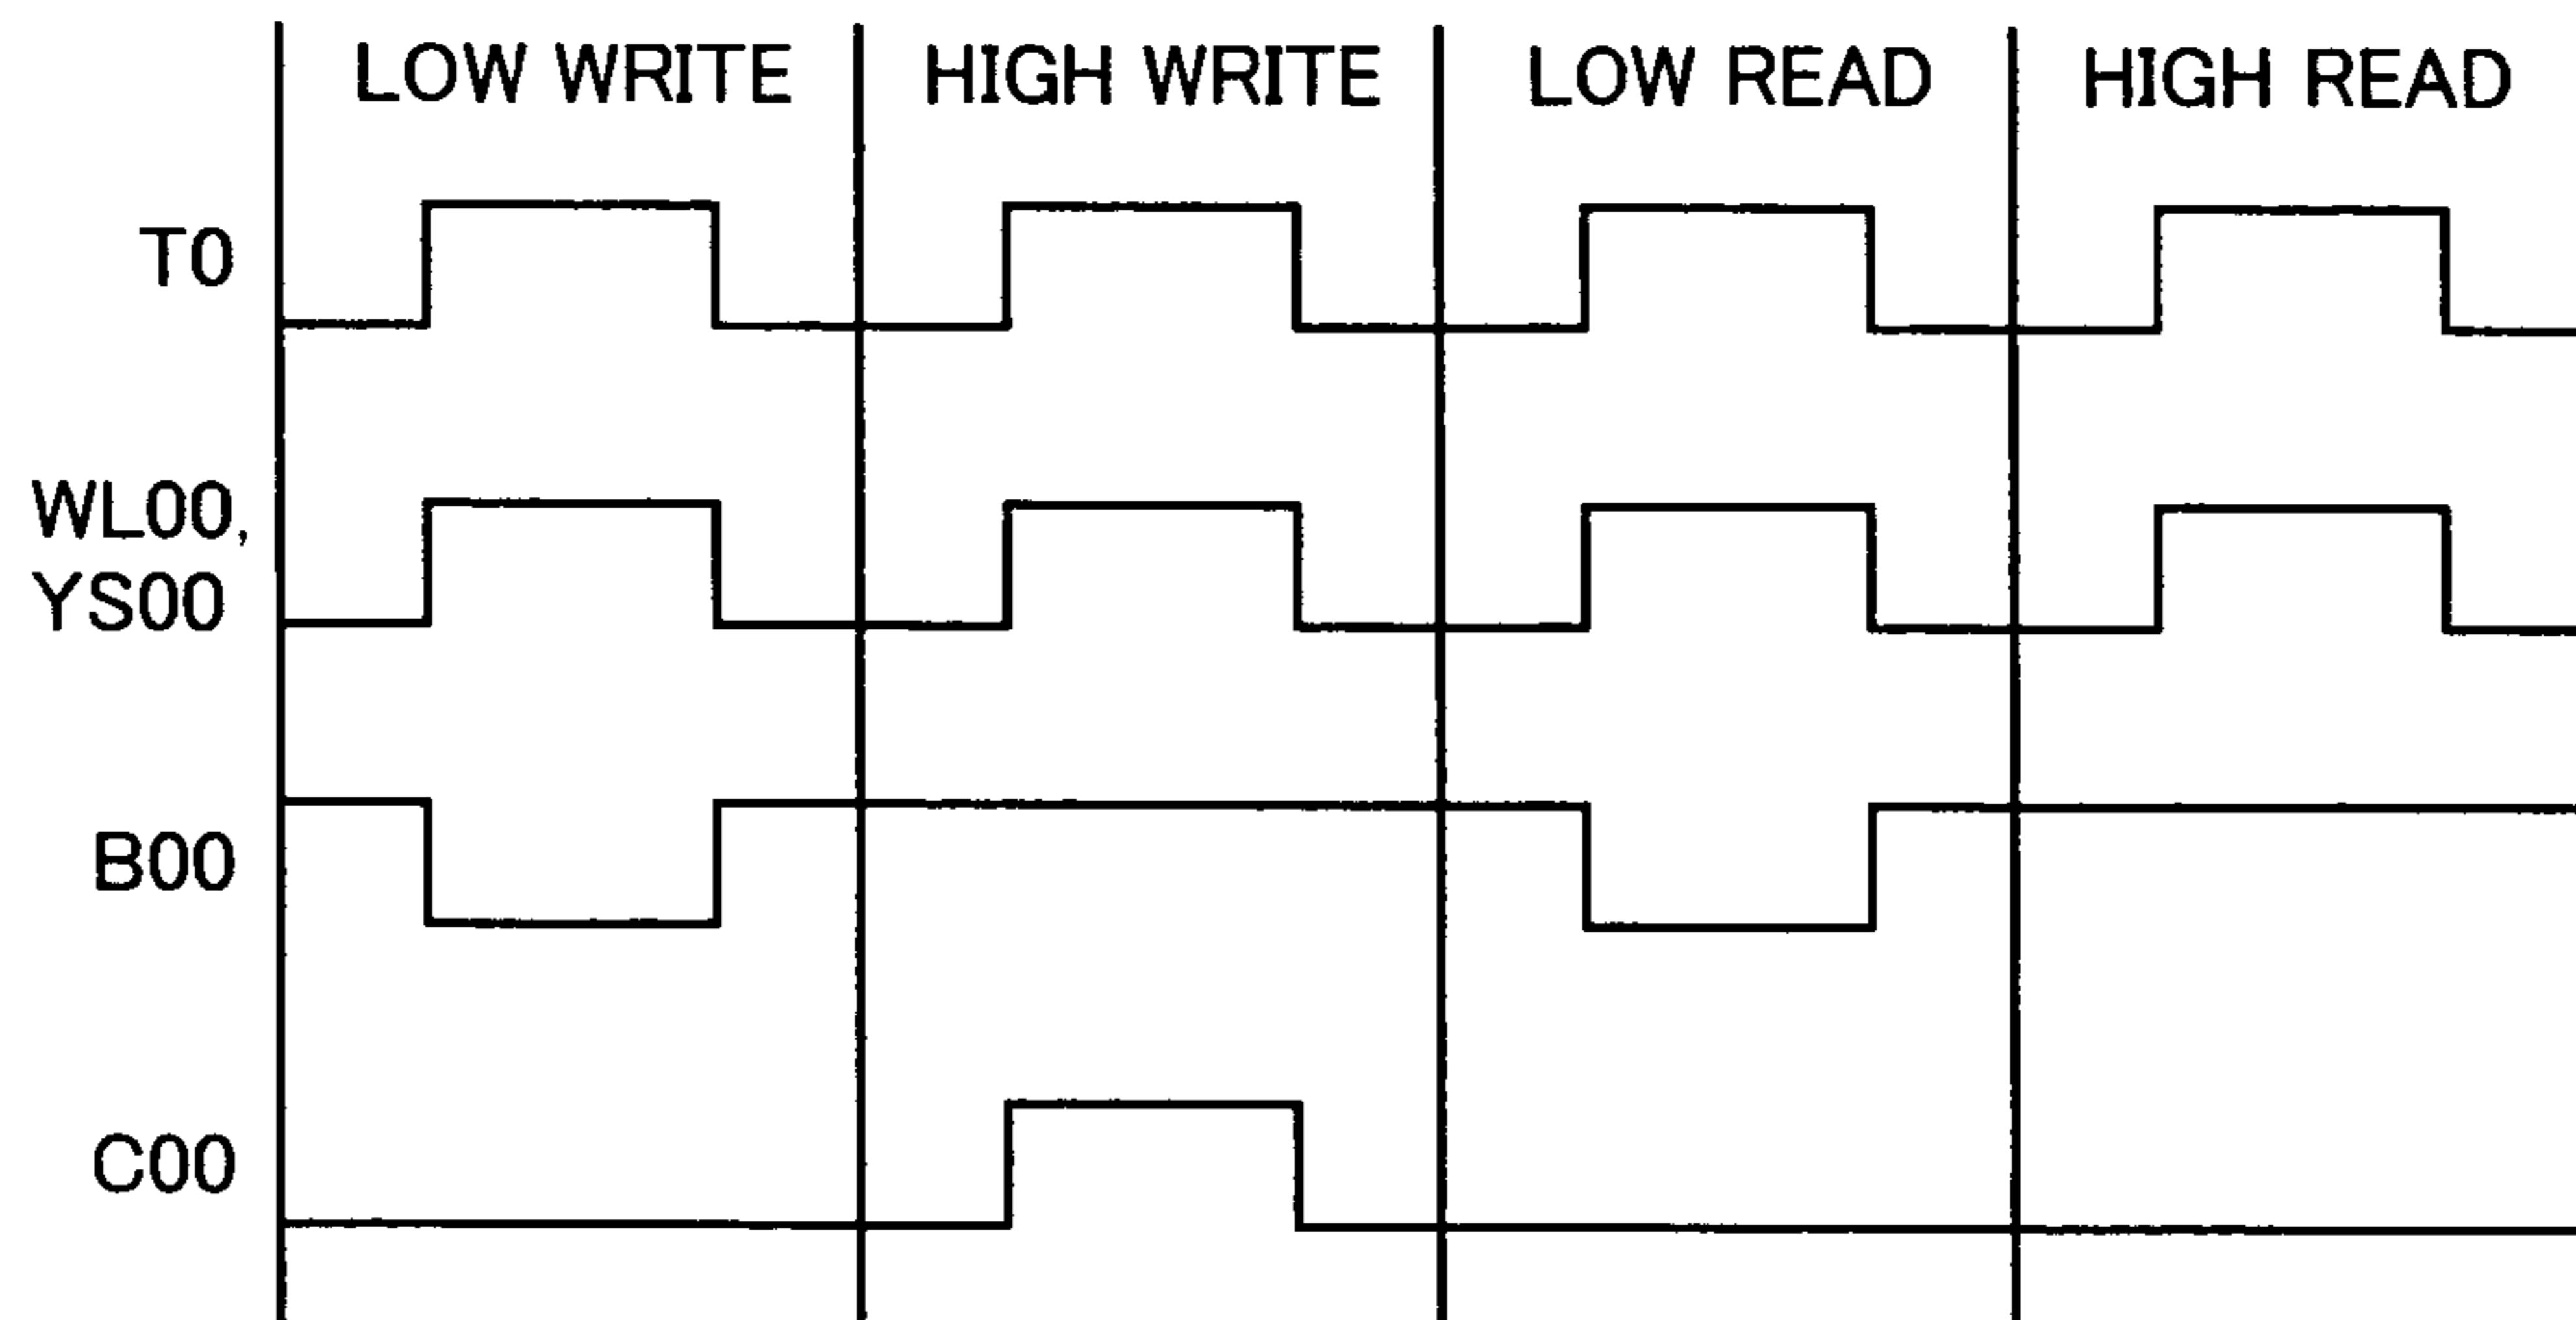 LOW WRITE HIGH WRITE LOW READ HIGH READ
T0
WL00,
YS00
B00
C00